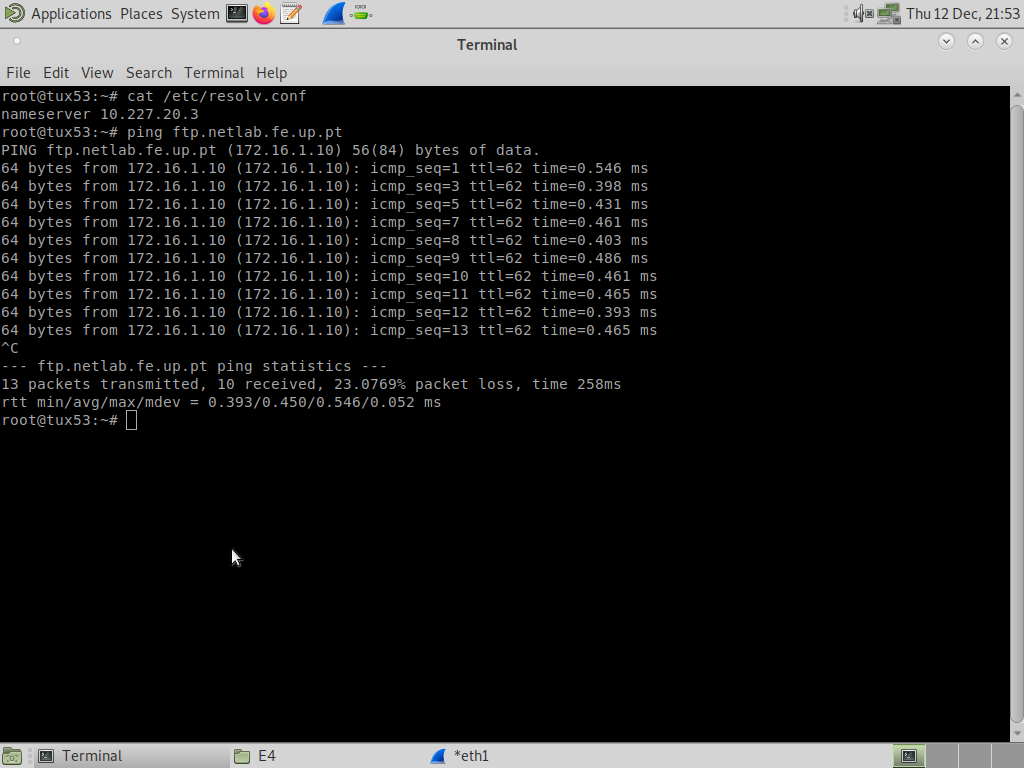 Applications Places System Thu 12 Dec, 21:53
Terminal
File Edit View Search Terminal Help
root@tux53:~# cat /etc/resolv.conf
nameserver 10.227.20.3
root@tux53:~# ping ftp.netlab.fe.up.pt
PING ftp.netlab.fe.up.pt (172.16.1.10) 56(84) bytes of data.
64 bytes from 172.16.1.10 (172.16.1.10): icmp_seq=1 ttl=62 time=0.546 ms
64 bytes from 172.16.1.10 (172.16.1.10): icmp_seq=3 ttl=62 time=0.398 ms
64 bytes from 172.16.1.10 (172.16.1.10): icmp_seq=5 ttl=62 time=0.431 ms
64 bytes from 172.16.1.10 (172.16.1.10): icmp_seq=7 ttl=62 time=0.461 ms
64 bytes from 172.16.1.10 (172.16.1.10): icmp_seq=8 ttl=62 time=0.403 ms
64 bytes from 172.16.1.10 (172.16.1.10): icmp_seq=9 ttl=62 time=0.486 ms
64 bytes from 172.16.1.10 (172.16.1.10): icmp_seq=10 ttl=62 time=0.461 ms
64 bytes from 172.16.1.10 (172.16.1.10): icmp_seq=11 ttl=62 time=0.465 ms
64 bytes from 172.16.1.10 (172.16.1.10): icmp_seq=12 ttl=62 time=0.393 ms
64 bytes from 172.16.1.10 (172.16.1.10): icmp_seq=13 ttl=62 time=0.465 ms
^C
--- ftp.netlab.fe.up.pt ping statistics ---
13 packets transmitted, 10 received, 23.0769% packet loss, time 258ms
rtt min/avg/max/mdev = 0.393/0.450/0.546/0.052 ms
root@tux53:~#
Terminal E4 *eth1